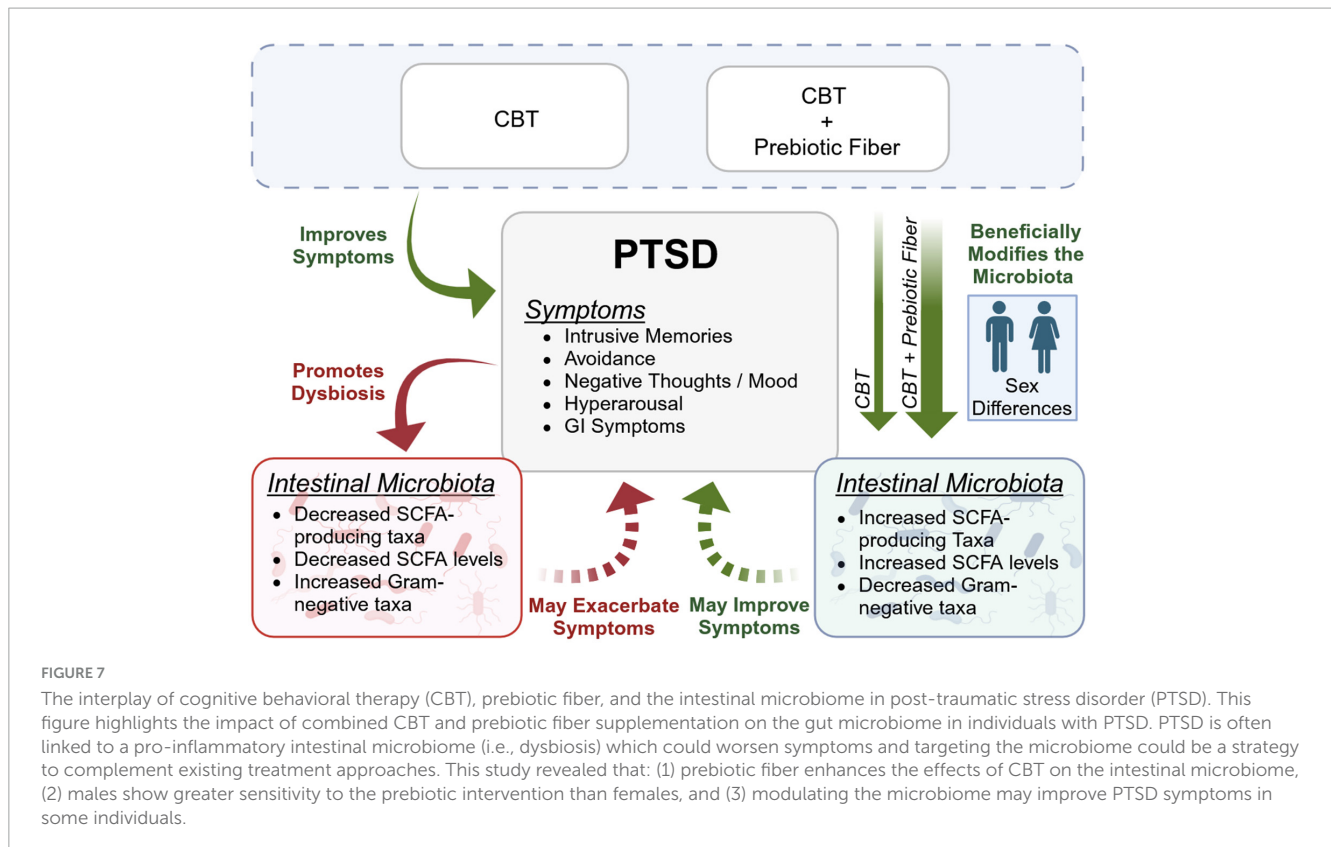 CBT
CBT
+
Prebiotic Fiber
Improves
Symptoms
PTSD
Symptoms
• Intrusive Memories
• Avoidance
• Negative Thoughts / Mood
• Hyperarousal
• GI Symptoms
CBT
CBT + Prebiotic Fiber
Beneficially
Modifies the
Microbiota
Sex
Differences
Promotes
Dysbiosis
Intestinal Microbiota
• Decreased SCFA-
producing taxa
• Decreased SCFA levels
• Increased Gram-
negative taxa
May Exacerbate
Symptoms
May Improve
Symptoms
Intestinal Microbiota
• Increased SCFA-
producing Taxa
• Increased SCFA levels
• Decreased Gram-
negative taxa
FIGURE 7
The interplay of cognitive behavioral therapy (CBT), prebiotic fiber, and the intestinal microbiome in post-traumatic stress disorder (PTSD). This
figure highlights the impact of combined CBT and prebiotic fiber supplementation on the gut microbiome in individuals with PTSD. PTSD is often
linked to a pro-inflammatory intestinal microbiome (i.e., dysbiosis) which could worsen symptoms and targeting the microbiome could be a strategy
to complement existing treatment approaches. This study revealed that: (1) prebiotic fiber enhances the effects of CBT on the intestinal microbiome,
(2) males show greater sensitivity to the prebiotic intervention than females, and (3) modulating the microbiome may improve PTSD symptoms in
some individuals.